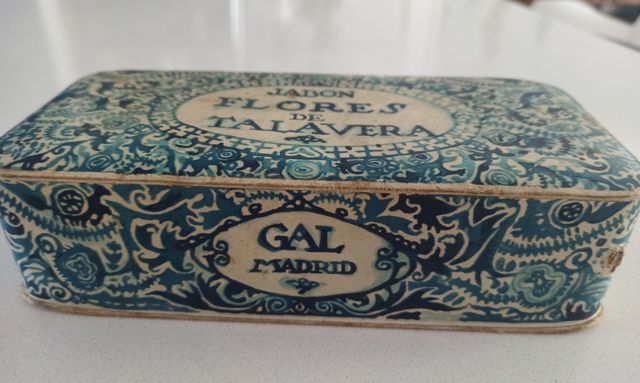 JABON
FLORES
DE
TALAVERA
GAL
MADRID